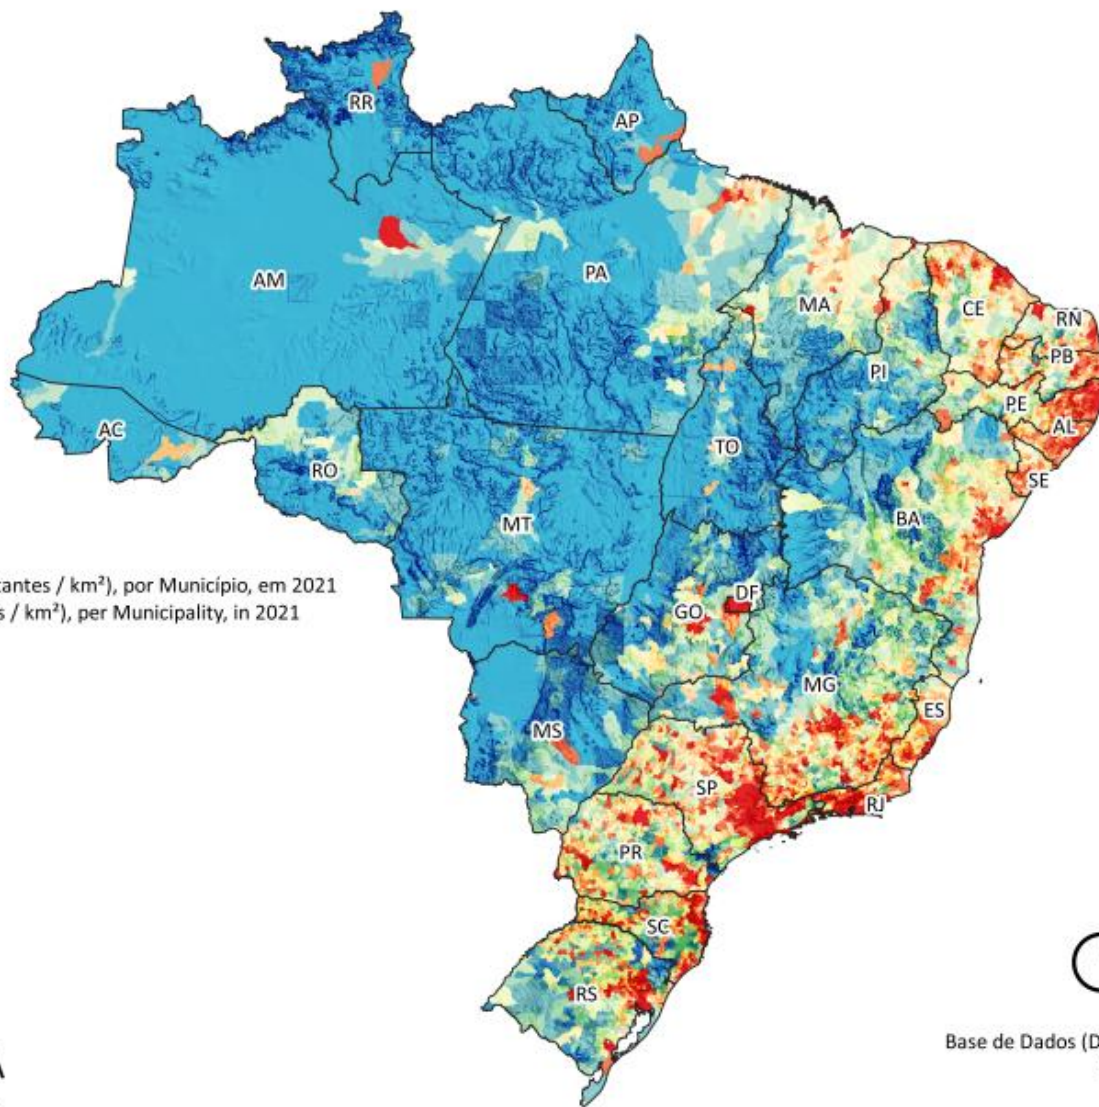 RR
AP
AM
PA
MA
CE
RN
PB
PI
PE
AC
AL
TO
RO
SE
BA
MT
antes / km²), por Município, em 2021
DF
GO
s / km²), per Municipality, in 2021
MG
ES
MS
SP
RJ
PR
SC
RS
Base de Dados (D